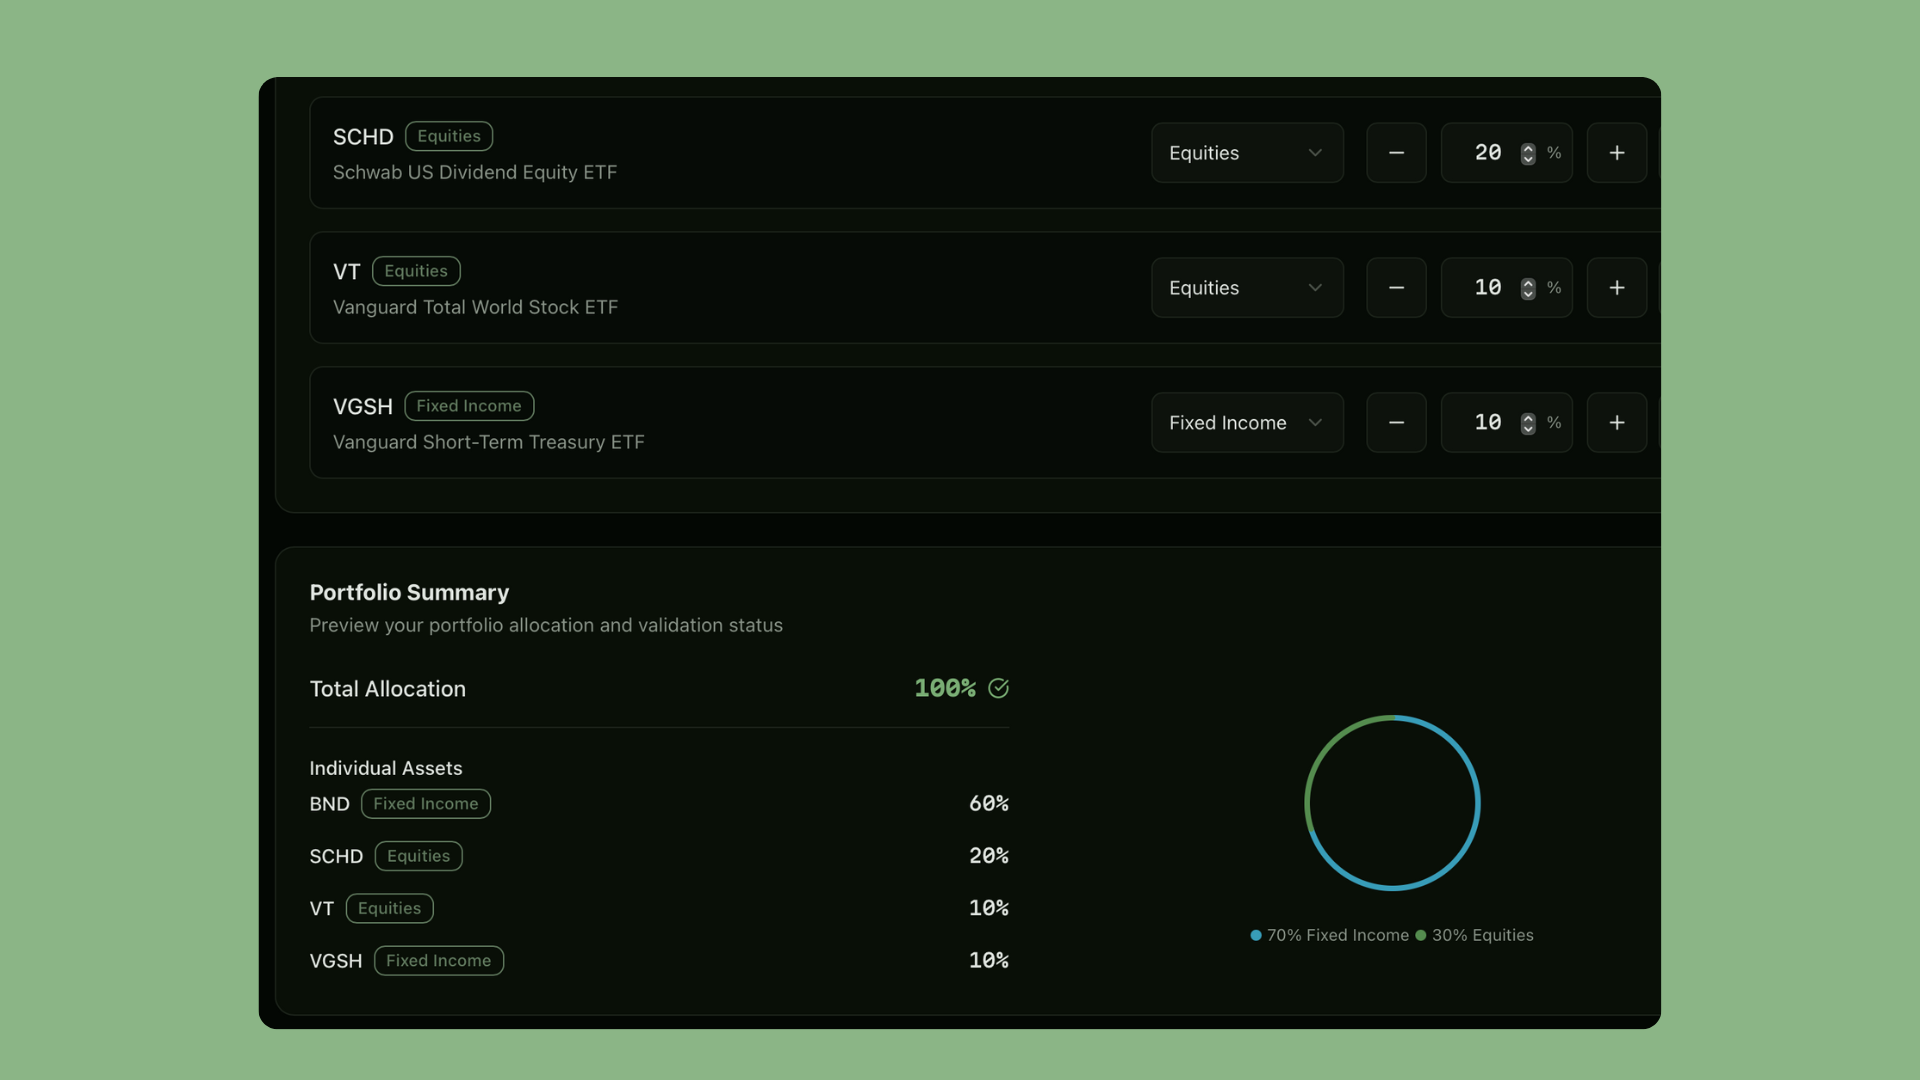 SCHD Equities
Schwab US Dividend Equity ETF
Equities
20 %
VT Equities
Vanguard Total World Stock ETF
Equities
10 %
VGSH Fixed Income
Vanguard Short-Term Treasury ETF
Fixed Income
10 %
Portfolio Summary
Preview your portfolio allocation and validation status
Total Allocation 100%
Individual Assets
BND Fixed Income 60%
SCHD Equities 20%
VT Equities 10%
VGSH Fixed Income 10%
70% Fixed Income 30% Equities